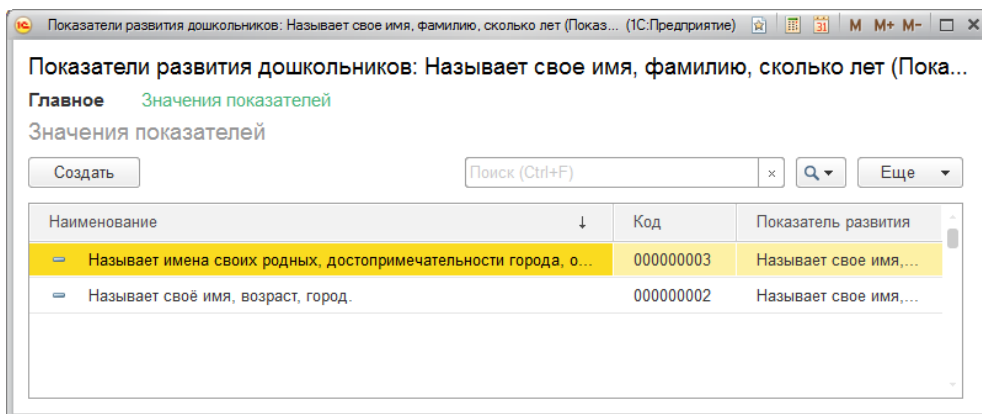 Показатели развития дошкольников: Называет свое имя, фамилию, сколько лет (Показ... (1С:Предприятие) 31 M M+ M-
Показатели развития дошкольников: Называет свое имя, фамилию, сколько лет (Пока...
Главное Значения показателей
Значения показателей
Создать Поиск (Ctrl+F) × Еще
Наименование ↓ Код Показатель развития
Называет имена своих родных, достопримечательности города, о... 000000003 Называет свое имя,...
Называет своё имя, возраст, город. 000000002 Называет свое имя,...